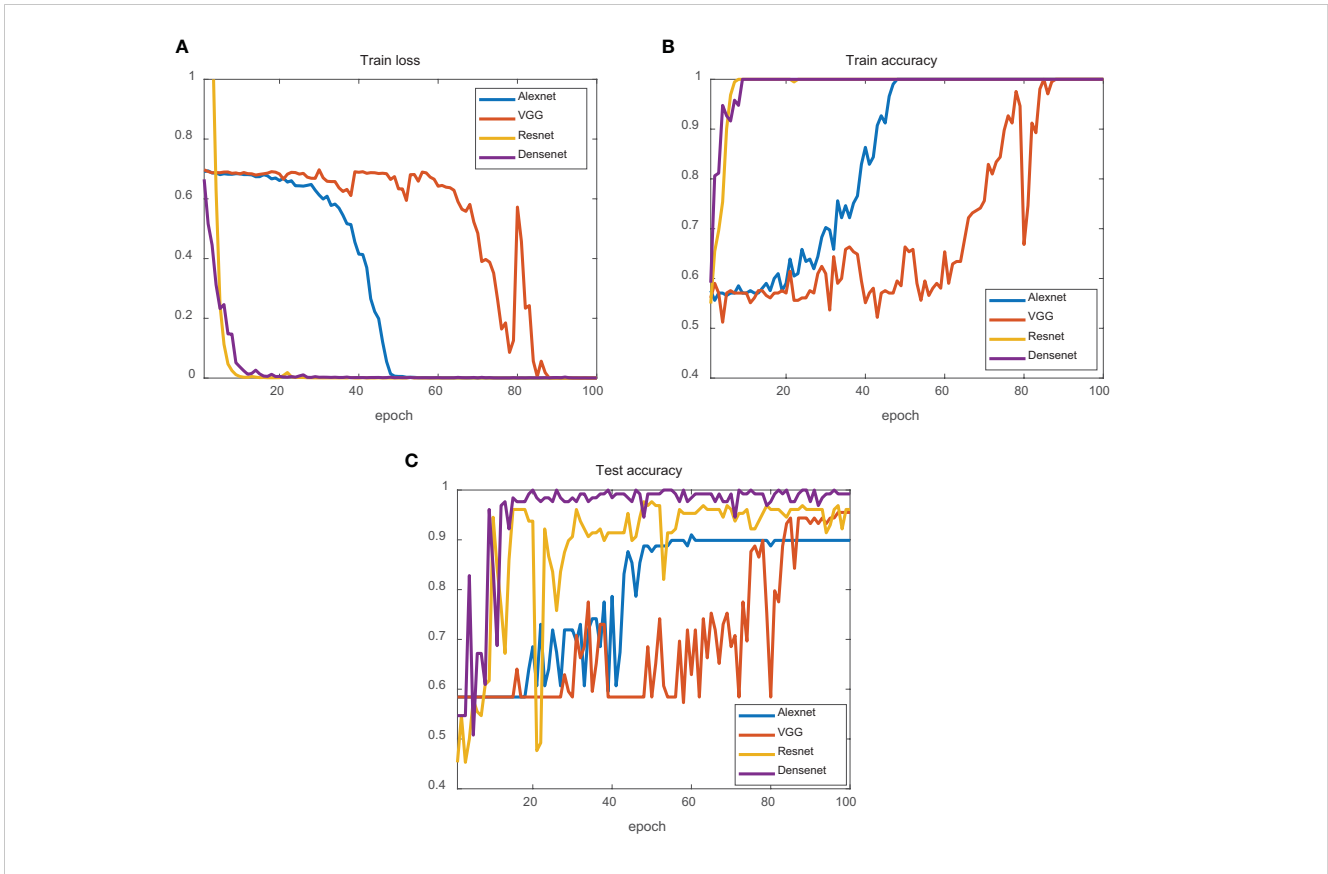 A
Train loss
1
0.8
0.6
0.4
0.2
0
20
40
60
80
100
epoch
Alexnet
VGG
Resnet
Densenet
B
Train accuracy
1
0.9
0.8
0.7
0.6
0.5
0.4
20
40
60
80
100
epoch
Alexnet
VGG
Resnet
Densenet
C
Test accuracy
1
0.9
0.8
0.7
0.6
0.5
0.4
20
40
60
80
100
epoch
Alexnet
VGG
Resnet
Densenet